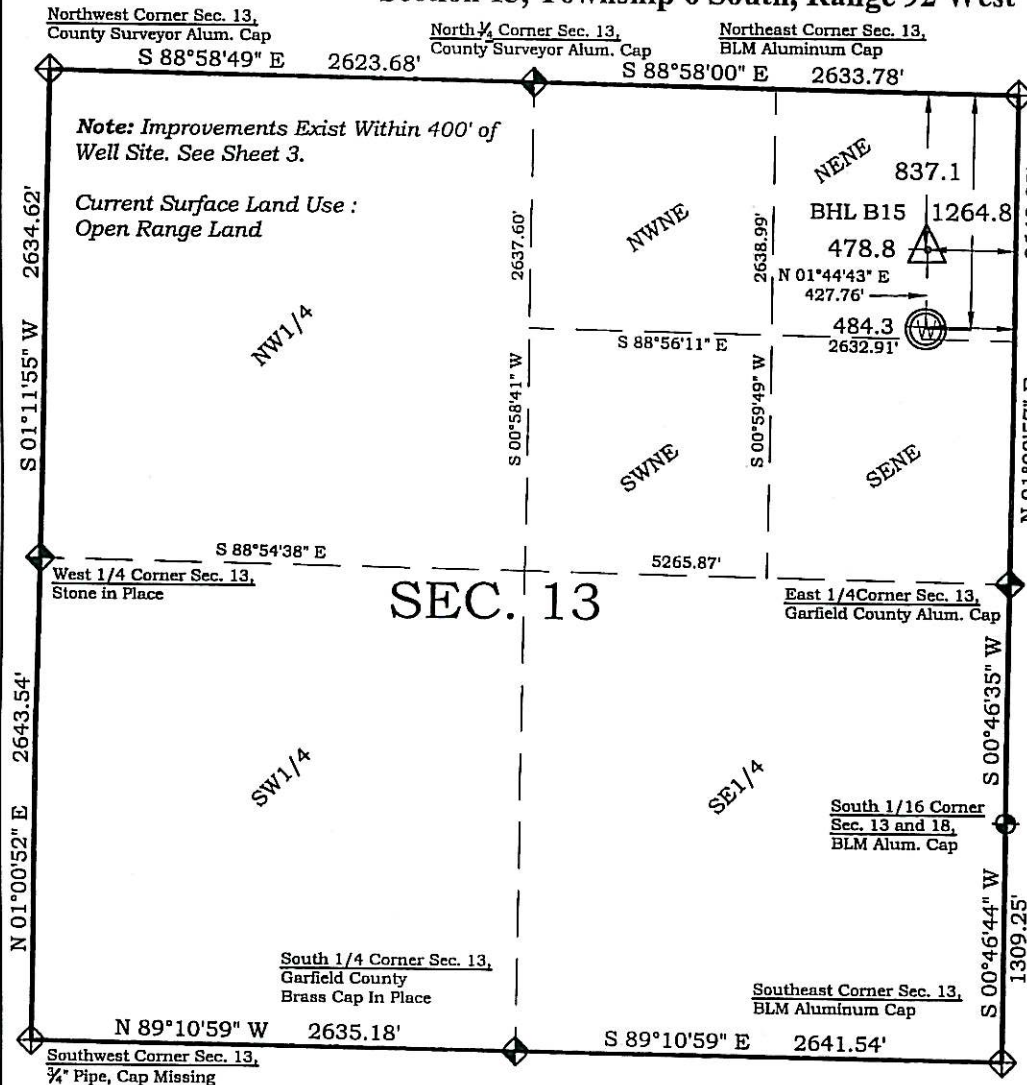 Section 13, Township 6 South, Range 92 West
Northwest Corner Sec. 13,
County Surveyor Alum. Cap
North ¼ Corner Sec. 13,
County Surveyor Alum. Cap
Northeast Corner Sec. 13,
BLM Aluminum Cap
S 88°58'49" E 2623.68'
S 88°58'00" E 2633.78'
Note: Improvements Exist Within 400' of
Well Site. See Sheet 3.
Current Surface Land Use :
Open Range Land
S 01°11'55" W 2634.62'
NW1/4
2637.60'
S 00°58'41" W
NWNE
2638.99'
S 00°59'49" W
NENE
837.1
BHL B15 1264.8
478.8
N 01°44'43" E
427.76'
484.3
W
2632.91'
S 88°56'11" E
SWNE
SENE
S 88°54'38" E
5265.87'
West 1/4 Corner Sec. 13,
Stone in Place
SEC. 13
East 1/4Corner Sec. 13,
Garfield County Alum. Cap
N 01°00'52" E 2643.54'
SW1/4
SE1/4
S 00°46'35" W
South 1/16 Corner
Sec. 13 and 18,
BLM Alum. Cap
S 00°46'44" W
1309.25'
South 1/4 Corner Sec. 13,
Garfield County
Brass Cap In Place
Southeast Corner Sec. 13,
BLM Aluminum Cap
N 89°10'59" W 2635.18'
S 89°10'59" E 2641.54'
Southwest Corner Sec. 13,
¾" Pipe, Cap Missing